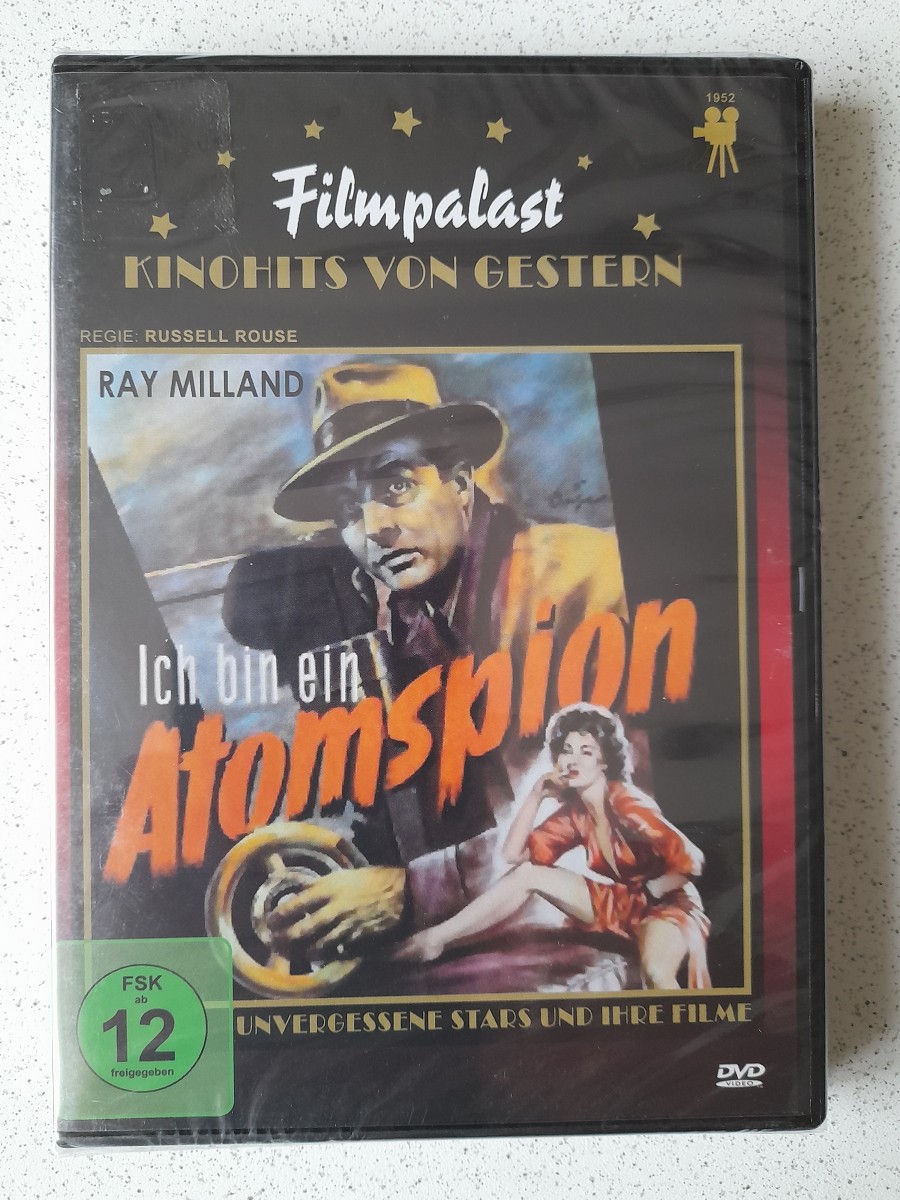 1952
Filmpalast
KINOHITS VON GESTERN
REGIE: RUSSELL ROUSE
RAY MILLAND
Ich bin ein
Atomspion
FSK
ab
12
freigegeben
UNVERGESSENE STARS UND IHRE FILME
DVD
VIDEO